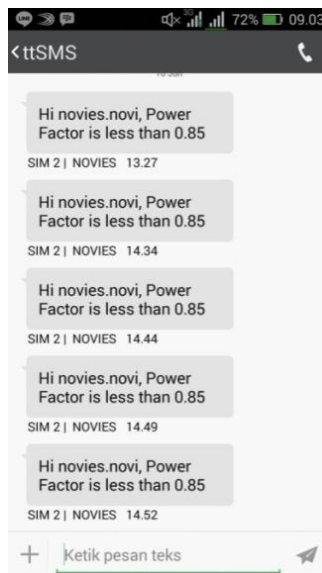 3G
72%
09.03
ttSMS
Hi novies.novi, Power
Factor is less than 0.85
SIM 2 | NOVIES 13.27
Hi novies.novi, Power
Factor is less than 0.85
SIM 2 | NOVIES 14.34
Hi novies.novi, Power
Factor is less than 0.85
SIM 2 | NOVIES 14.44
Hi novies.novi, Power
Factor is less than 0.85
SIM 2 | NOVIES 14.49
Hi novies.novi, Power
Factor is less than 0.85
SIM 2 | NOVIES 14.52
Ketik pesan teks